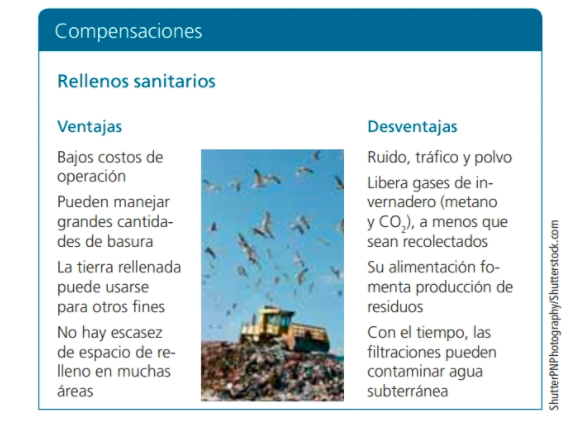 Compensaciones
Rellenos sanitarios
Ventajas
Bajos costos de
operación
Pueden manejar
grandes cantida-
des de basura
La tierra rellenada
puede usarse
para otros fines
No hay escasez
de espacio de re-
lleno en muchas
áreas
Desventajas
Ruido, tráfico y polvo
Libera gases de in-
vernadero (metano
y CO₂), a menos que
sean recolectados
Su alimentación fo-
menta producción de
residuos
Con el tiempo, las
filtraciones pueden
contaminar agua
subterránea
ShutterPNPhotography/Shutterstock.com